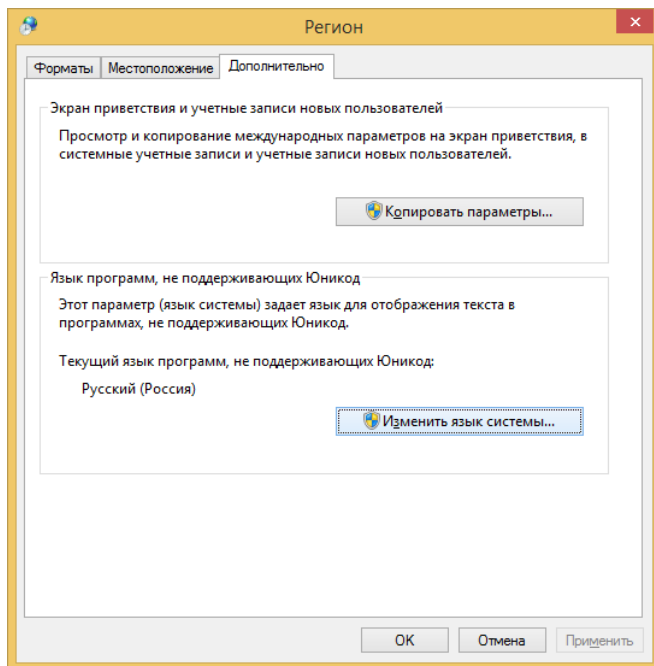 Регион
Форматы Местоположение Дополнительно
Экран приветствия и учетные записи новых пользователей
Просмотр и копирование международных параметров на экран приветствия, в
системные учетные записи и учетные записи новых пользователей.
Копировать параметры...
Язык программ, не поддерживающих Юникод
Этот параметр (язык системы) задает язык для отображения текста в
программах, не поддерживающих Юникод.
Текущий язык программ, не поддерживающих Юникод:
Русский (Россия)
Изменить язык системы...
OK Отмена Применить